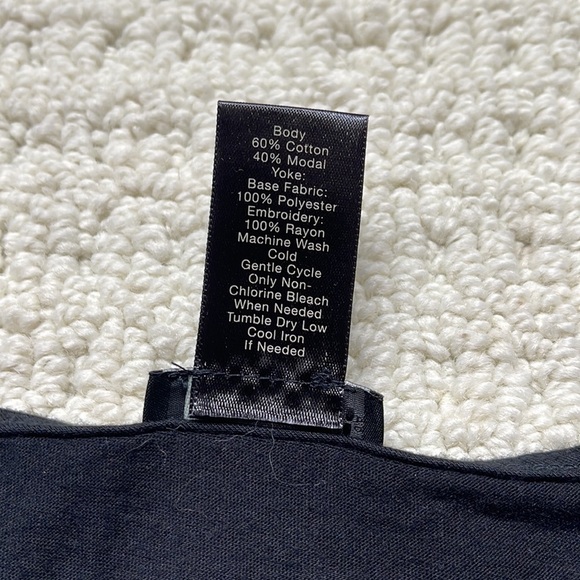 Body
60% Cotton
40% Modal
Yoke:
Base Fabric:
100% Polyester
Embroidery:
100% Rayon
Machine Wash
Cold
Gentle Cycle
Only Non-
Chlorine Bleach
When Needed
Tumble Dry Low
Cool Iron
If Needed